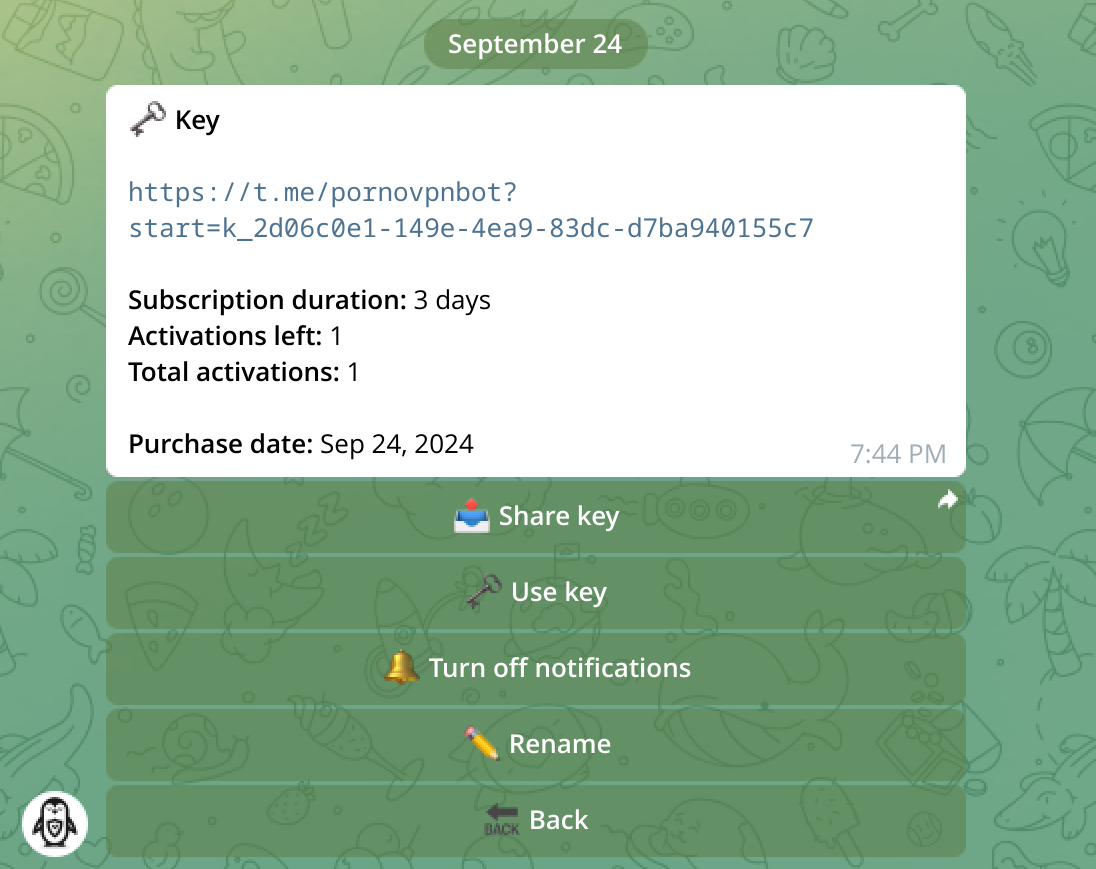 September 24
Key
https://t.me/pornovpnbot?
start=k_2d06c0e1-149e-4ea9-83dc-d7ba940155c7
Subscription duration: 3 days
Activations left: 1
Total activations: 1
Purchase date: Sep 24, 2024
7:44 PM
Share key
Use key
Turn off notifications
Rename
BACK Back